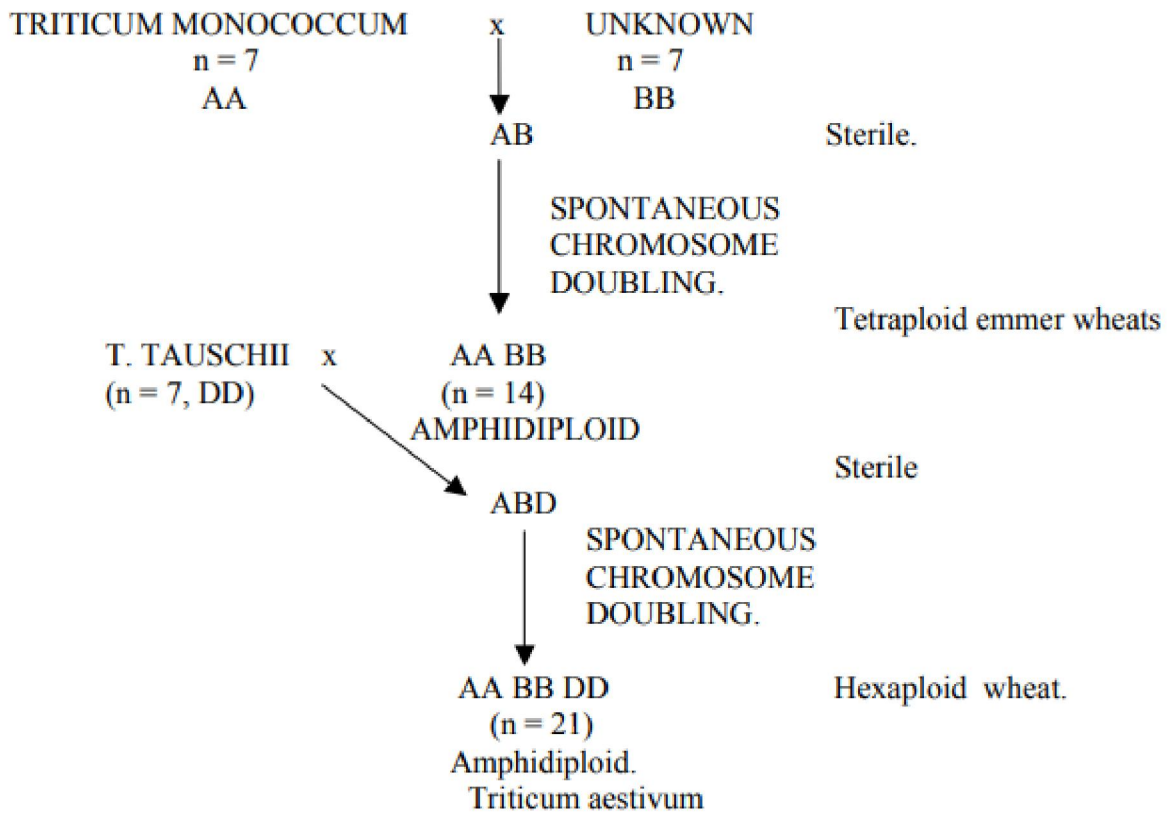 TRITICUM MONOCOCCUM x UNKNOWN
n = 7 n = 7
AA BB
AB Sterile.
SPONTANEOUS
CHROMOSOME
DOUBLING.
Tetraploid emmer wheats
T. TAUSCHII x AA BB
(n = 7, DD) (n = 14)
AMPHIDIPLOID
Sterile
ABD
SPONTANEOUS
CHROMOSOME
DOUBLING.
AA BB DD Hexaploid wheat.
(n = 21)
Amphidiploid.
Triticum aestivum